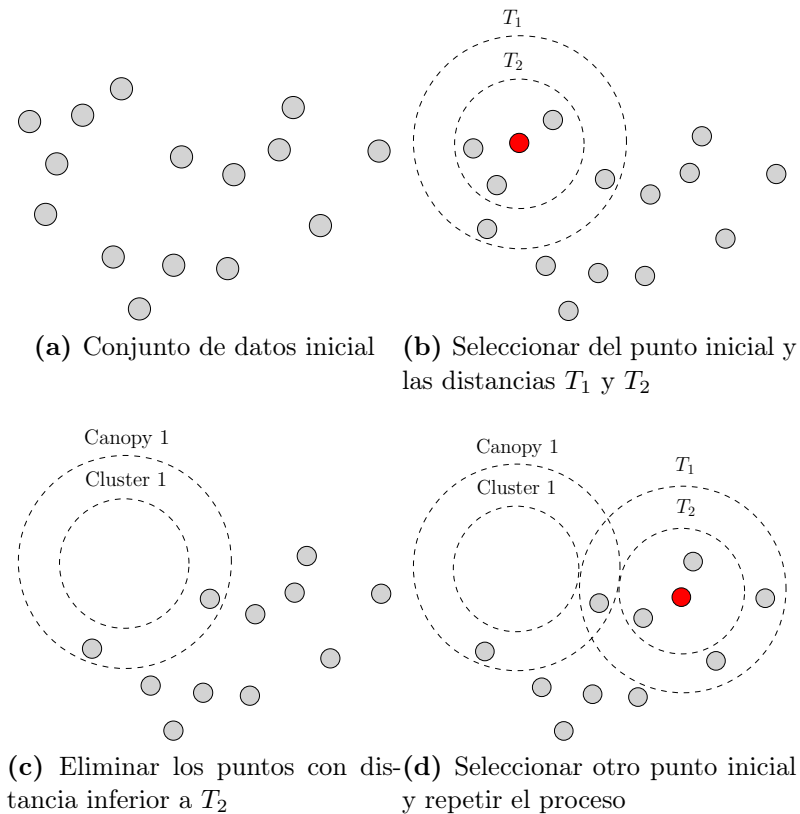 T₁
T₂
(a) Conjunto de datos inicial
(b) Seleccionar del punto inicial y
las distancias T₁ y T₂
Canopy 1
Cluster 1
Canopy 1
Cluster 1
T₁
T₂
(c) Eliminar los puntos con dis-
tancia inferior a T₂
(d) Seleccionar otro punto inicial
y repetir el proceso